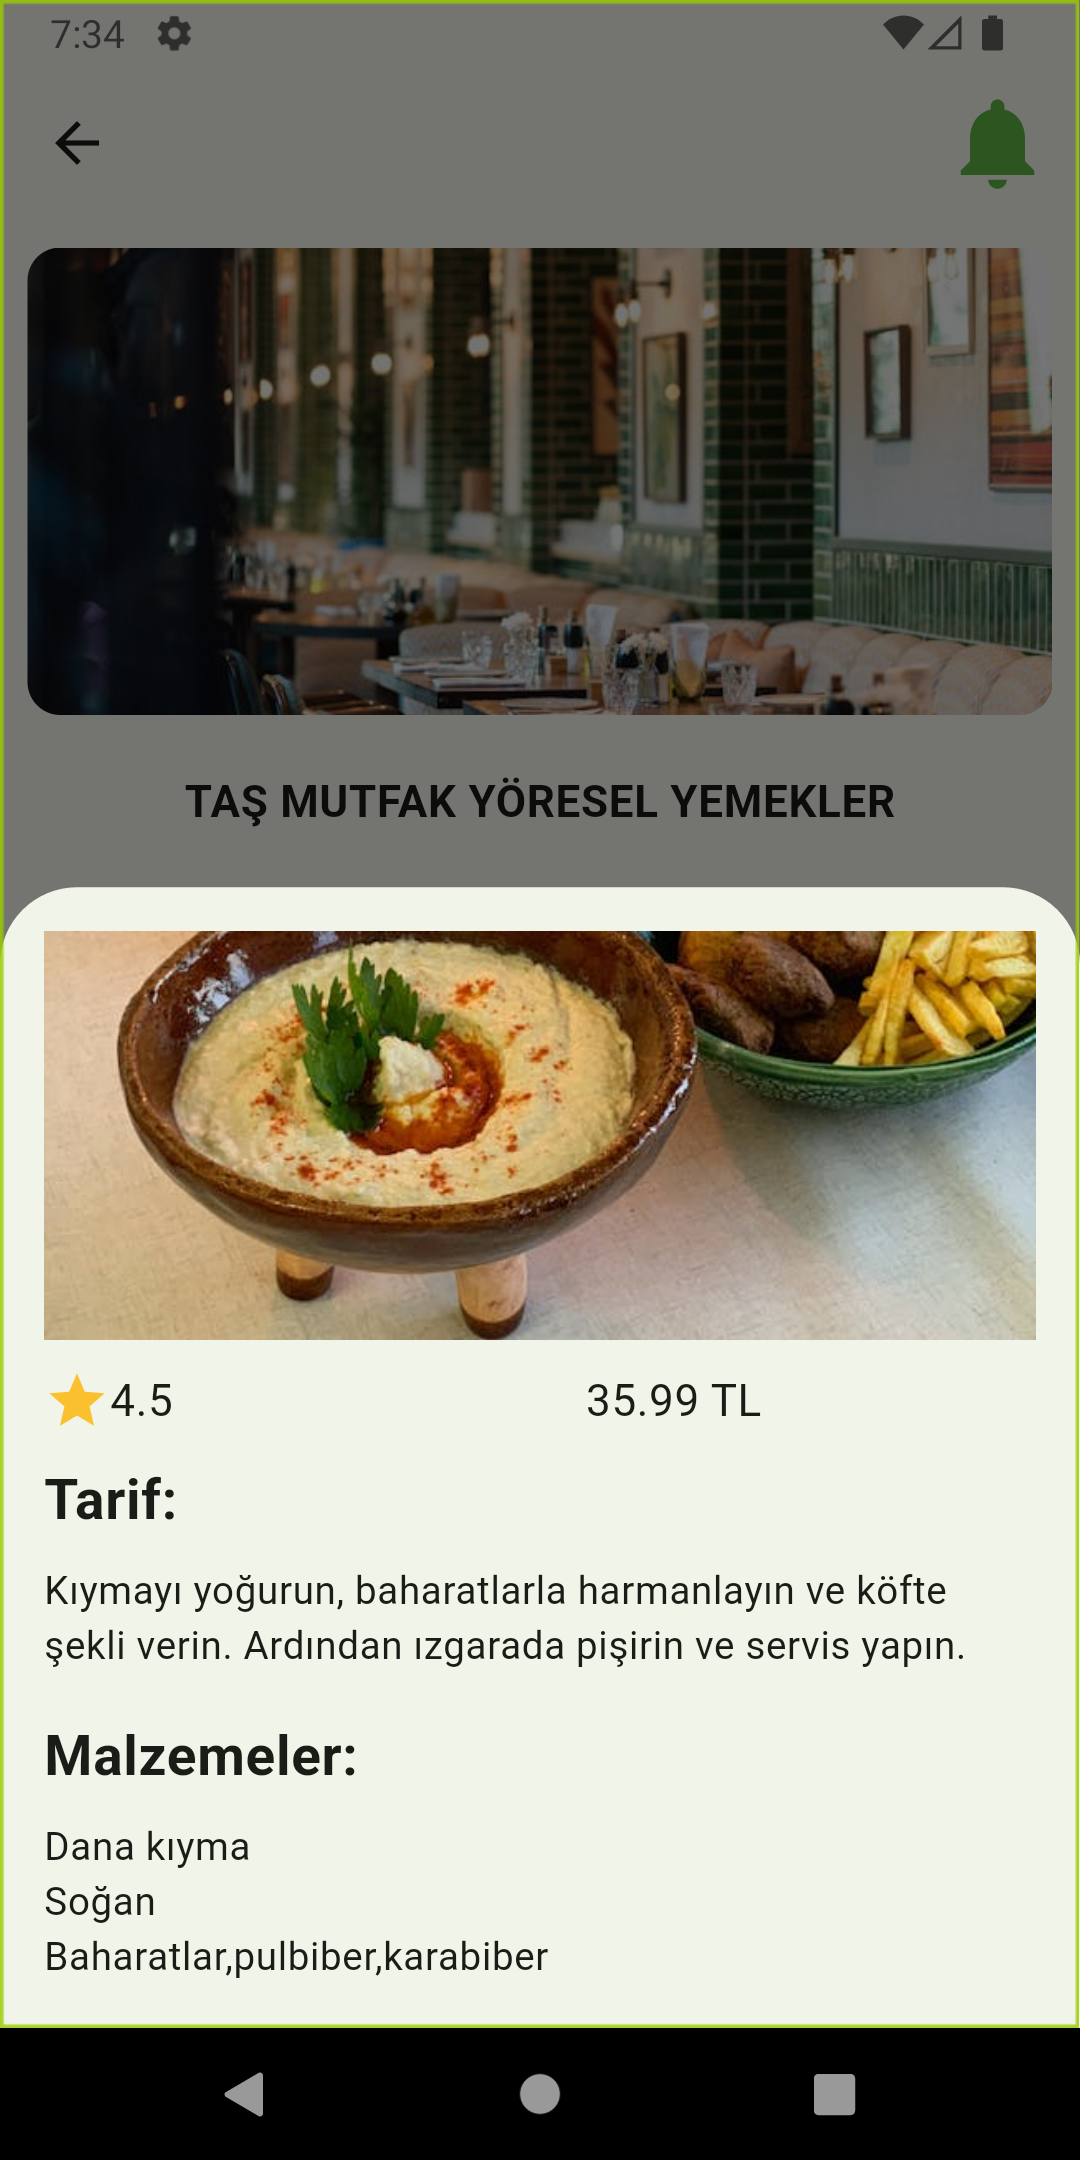 7:34
TAŞ MUTFAK YÖRESEL YEMEKLER
4.5
35.99 TL
Tarif:
Kıymayı yoğurun, baharatlarla harmanlayın ve köfte
şekli verin. Ardından ızgarada pişirin ve servis yapın.
Malzemeler:
Dana kıyma
Soğan
Baharatlar,pulbiber,karabiber